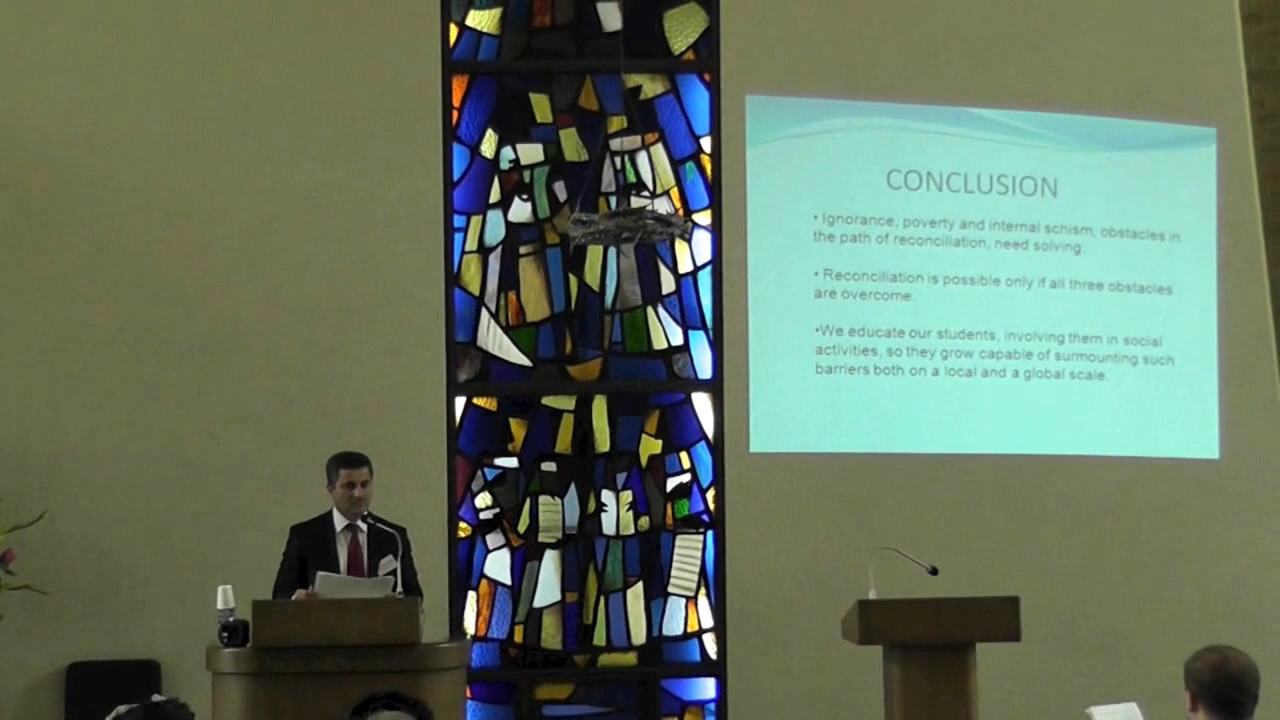 CONCLUSION
• Ignorance, poverty and internal schism, obstacles in
the path of reconciliation, need solving.
• Reconciliation is possible only if all three obstacles
are overcome.
•We educate our students, involving them in social
activities, so they grow capable of surmounting such
barriers both on a local and a global scale.